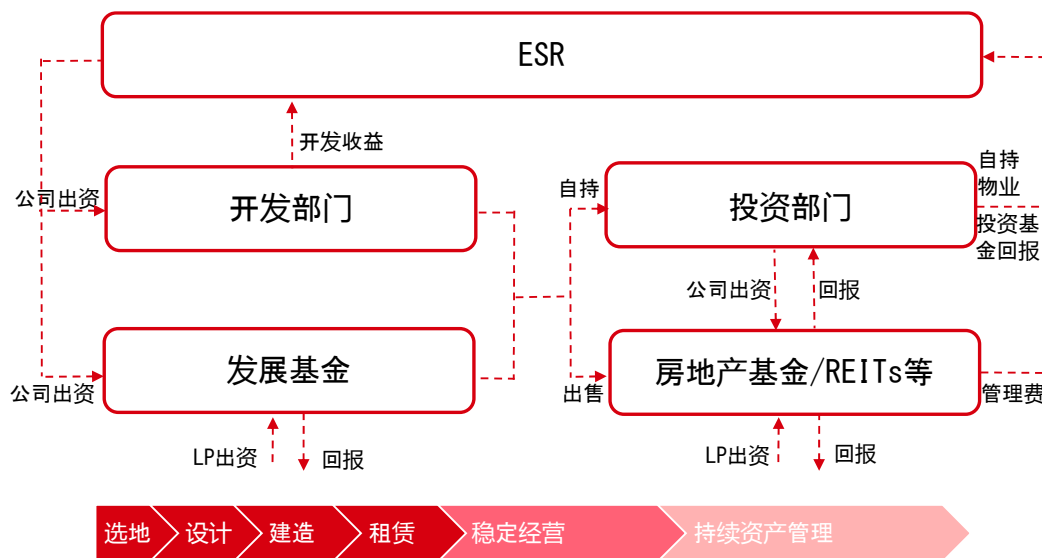 ESR
开发收益
公司出资
开发部门
自持
投资部门
自持
物业
投资基
金回报
公司出资
回报
发展基金
公司出资
出售
房地产基金/REITs等
管理费
LP出资
回报
LP出资
回报
选地
设计
建造
租赁
稳定经营
持续资产管理